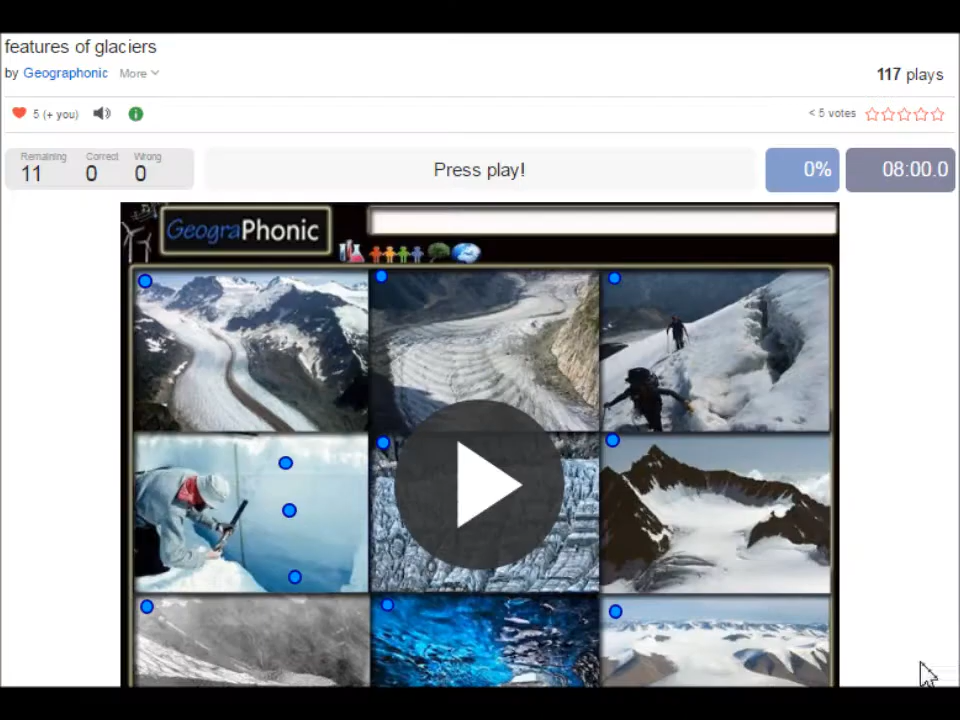 features of glaciers
by Geographonic More
117 plays
5 (+ you)
< 5 votes
Remaining Correct Wrong
11 0 0
Press play!
0%
08:00.0
GeograPhonic